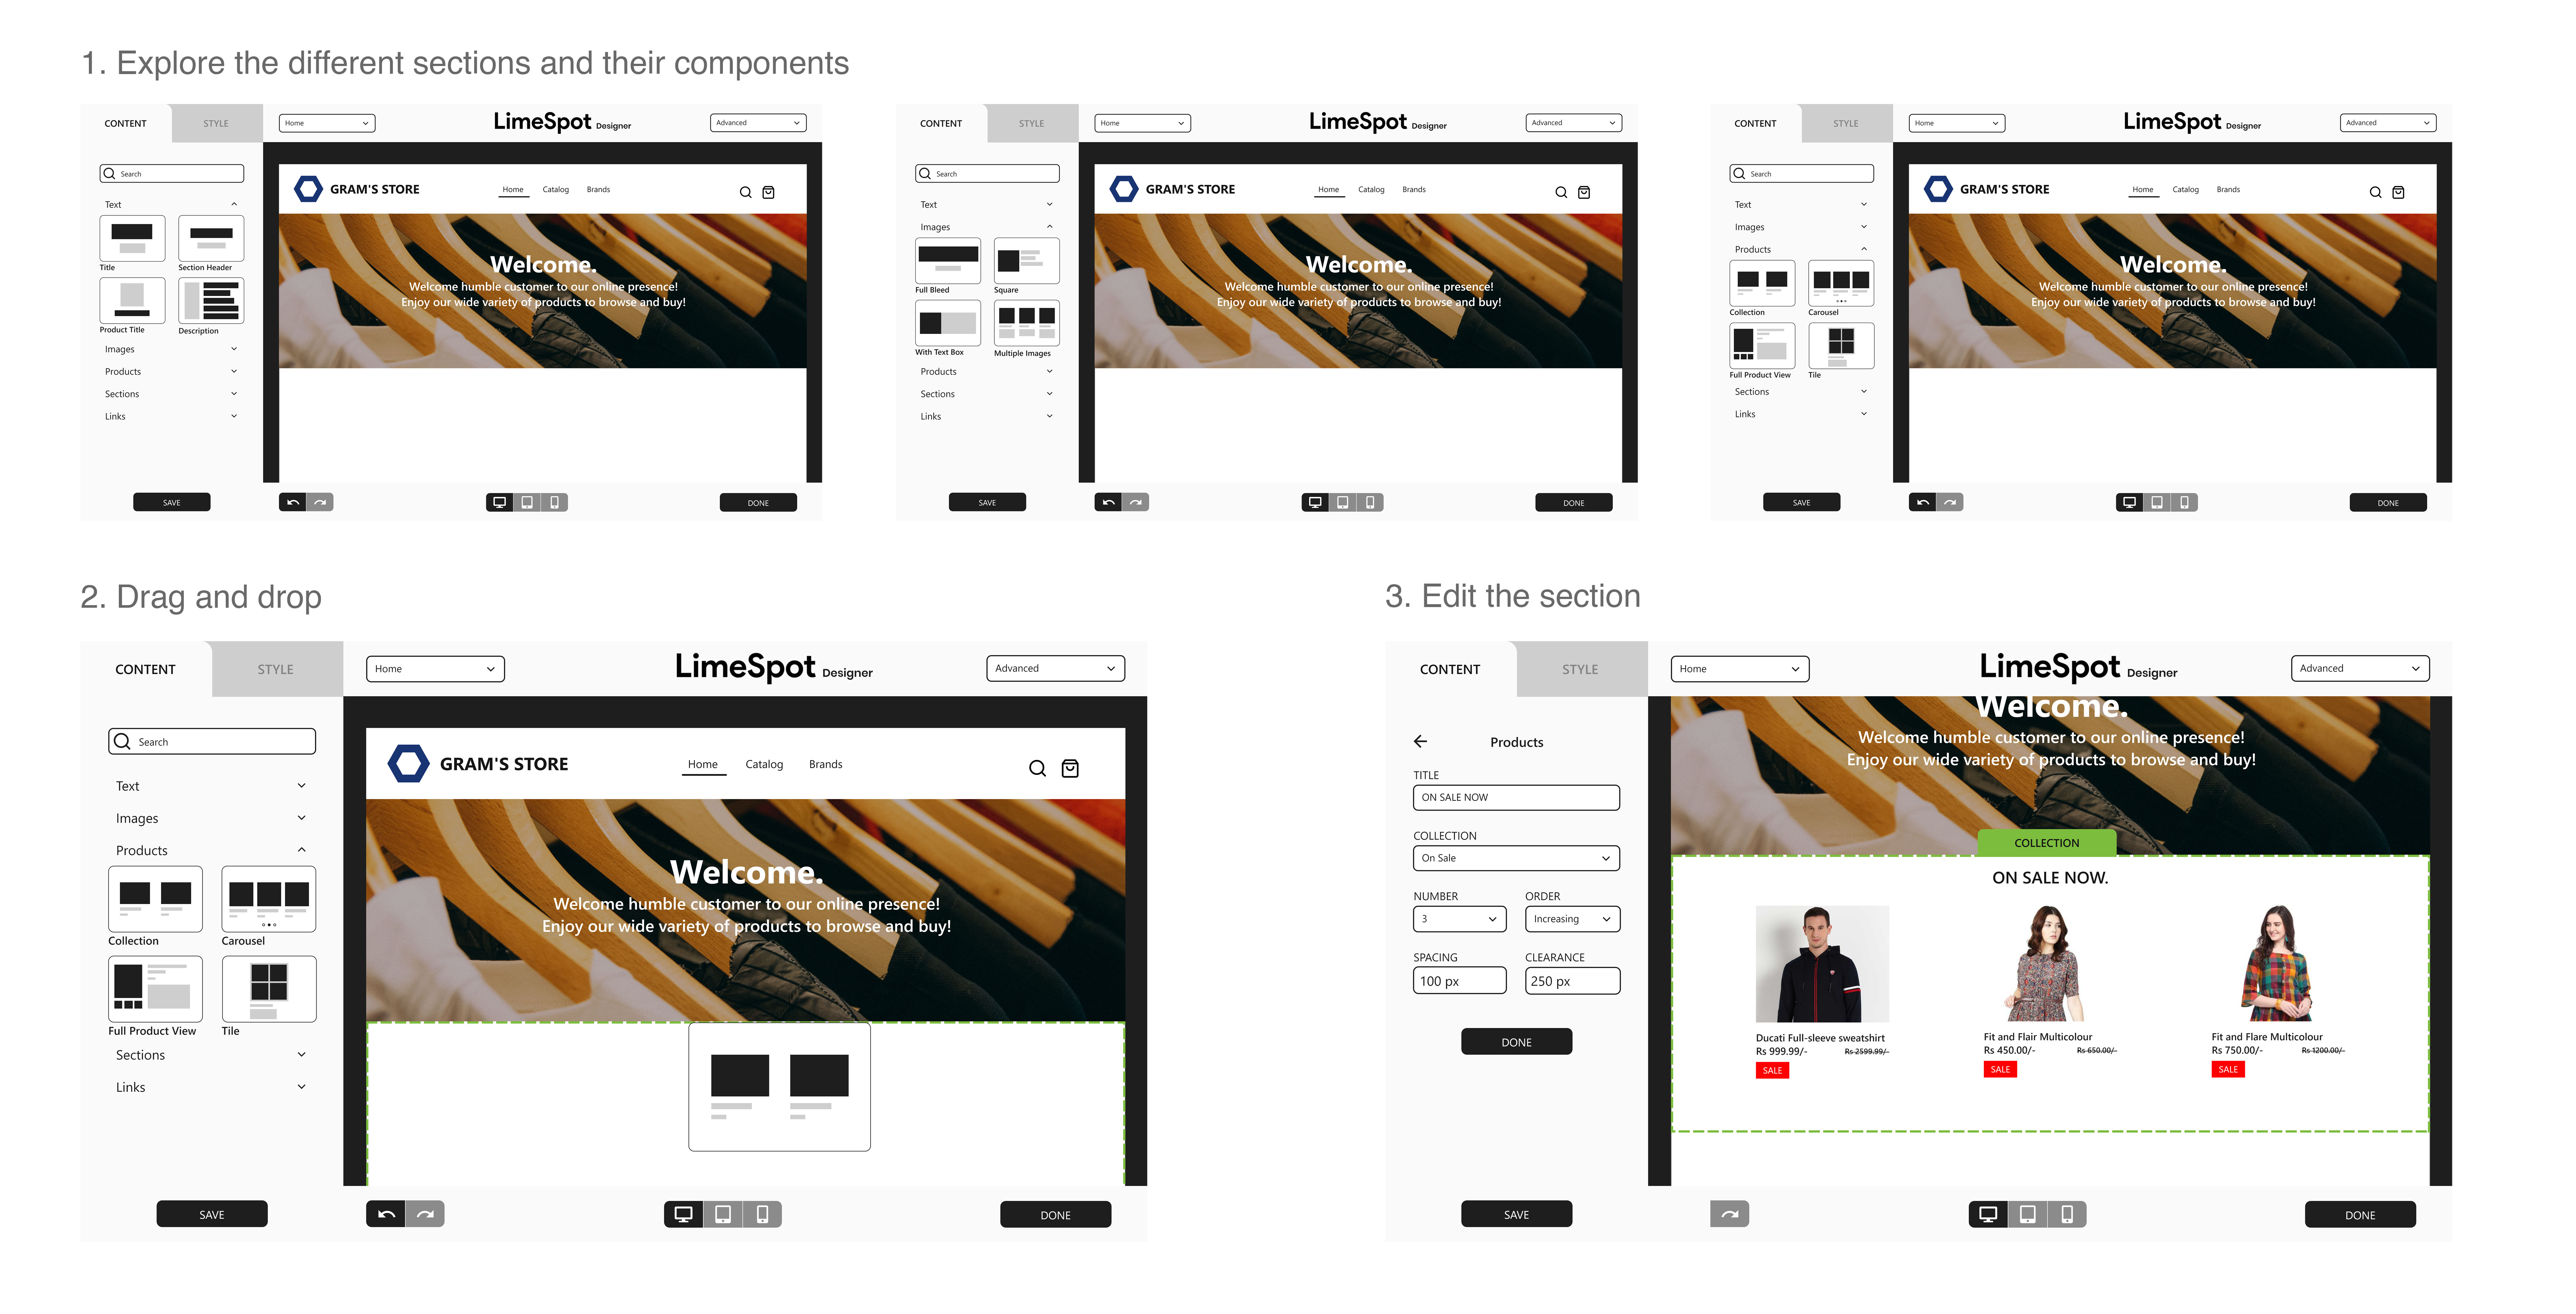 1. Explore the different sections and their components
CONTENT STYLE
Home
LimeSpot Designer
Advanced
Search
Text
Title Section Header
Product Title Description
Images
Products
Sections
Links
SAVE
GRAM'S STORE
Home Catalog Brands
Welcome.
Welcome humble customer to our online presence!
Enjoy our wide variety of products to browse and buy!
DONE
CONTENT STYLE
Home
LimeSpot Designer
Advanced
Search
Text
Images
Full Bleed Square
With Text Box Multiple Images
Products
Sections
Links
SAVE
GRAM'S STORE
Home Catalog Brands
Welcome.
Welcome humble customer to our online presence!
Enjoy our wide variety of products to browse and buy!
DONE
CONTENT STYLE
Home
LimeSpot Designer
Advanced
Search
Text
Images
Products
Collection Carousel
Full Product View Tile
Sections
Links
SAVE
GRAM'S STORE
Home Catalog Brands
Welcome.
Welcome humble customer to our online presence!
Enjoy our wide variety of products to browse and buy!
DONE
2. Drag and drop
CONTENT STYLE
Home
LimeSpot Designer
Advanced
Search
Text
Images
Products
Collection Carousel
Full Product View Tile
Sections
Links
SAVE
GRAM'S STORE
Home Catalog Brands
Welcome.
Welcome humble customer to our online presence!
Enjoy our wide variety of products to browse and buy!
DONE
3. Edit the section
CONTENT STYLE
Home
LimeSpot Designer
Advanced
Products
TITLE
ON SALE NOW
COLLECTION
On Sale
NUMBER ORDER
3 Increasing
SPACING CLEARANCE
100 px 250 px
DONE
SAVE
Welcome.
Welcome humble customer to our online presence!
Enjoy our wide variety of products to browse and buy!
COLLECTION
ON SALE NOW.
Ducati Full-sleeve sweatshirt
Rs 999.99/- Rs 2599.99/-
SALE
Fit and Flair Multicolour
Rs 450.00/- Rs 650.00/-
SALE
Fit and Flare Multicolour
Rs 750.00/- Rs 1200.00/-
SALE
DONE